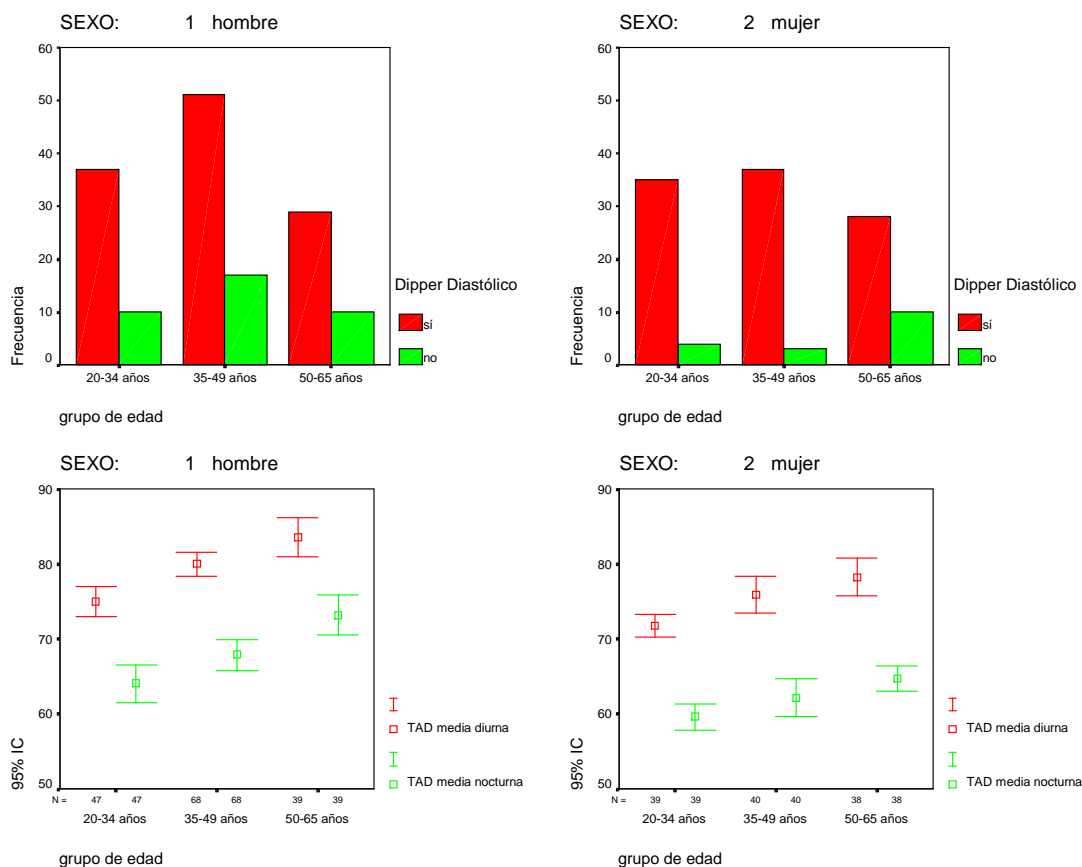 SEXO: 1 hombre
60
50
40
30
20
10
0
Frecuencia
20-34 años 35-49 años 50-65 años
grupo de edad
Dipper Diastólico
sí
no
SEXO: 2 mujer
60
50
40
30
20
10
0
Frecuencia
20-34 años 35-49 años 50-65 años
grupo de edad
Dipper Diastólico
sí
no
SEXO: 1 hombre
90
80
70
60
50
95% IC
N = 47 47 68 68 39 39
20-34 años 35-49 años 50-65 años
grupo de edad
TAD media diurna
TAD media nocturna
SEXO: 2 mujer
90
80
70
60
50
95% IC
N = 39 39 40 40 38 38
20-34 años 35-49 años 50-65 años
grupo de edad
TAD media diurna
TAD media nocturna